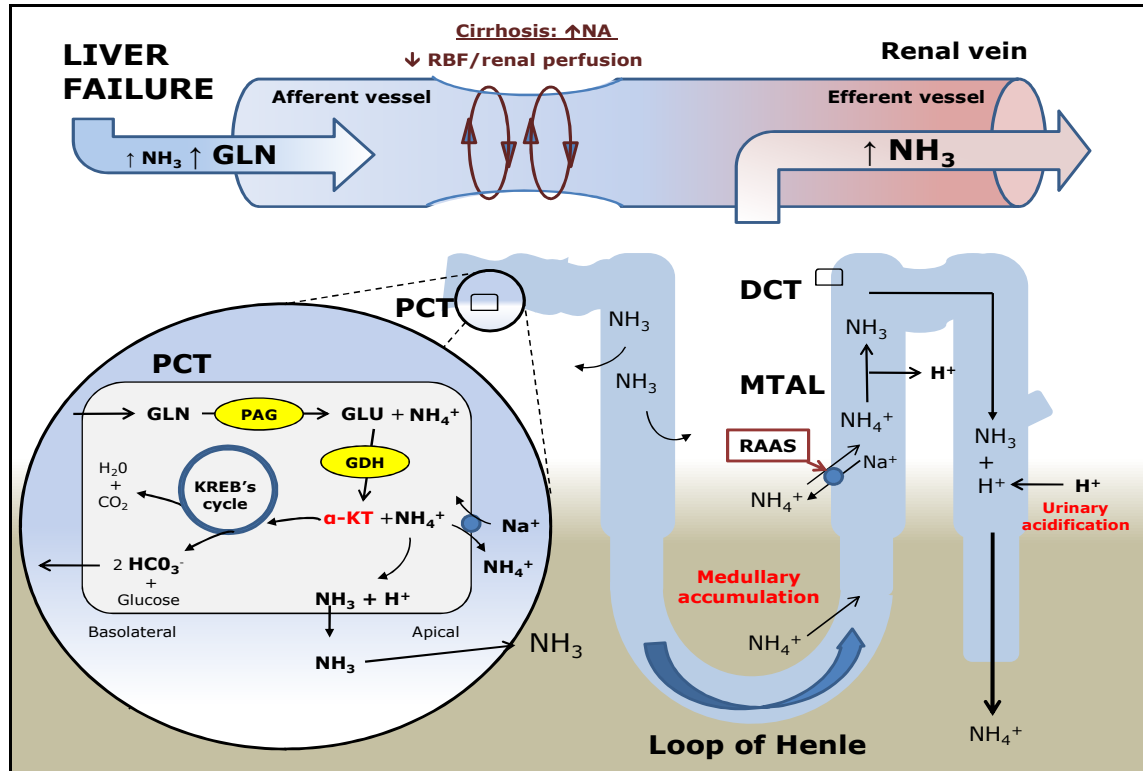 Cirrhosis: ↑NA
↓ RBF/renal perfusion
LIVER
FAILURE
Renal vein
Afferent vessel
Efferent vessel
↑ NH₃ ↑ GLN
↑ NH₃
PCT
DCT
NH₃
NH₃
MTAL
NH₃
H⁺
NH₄⁺
RAAS
Na⁺
NH₄⁺
NH₃
+
H⁺
H⁺
Urinary
acidification
Medullary
accumulation
NH₄⁺
NH₄⁺
Loop of Henle
PCT
GLN
PAG
GLU + NH₄⁺
GDH
H₂0
+
CO₂
KREB's
cycle
α-KT +NH₄⁺
Na⁺
NH₄⁺
2 HC0₃⁻
+
Glucose
NH₃ + H⁺
Basolateral
Apical
NH₃
NH₃